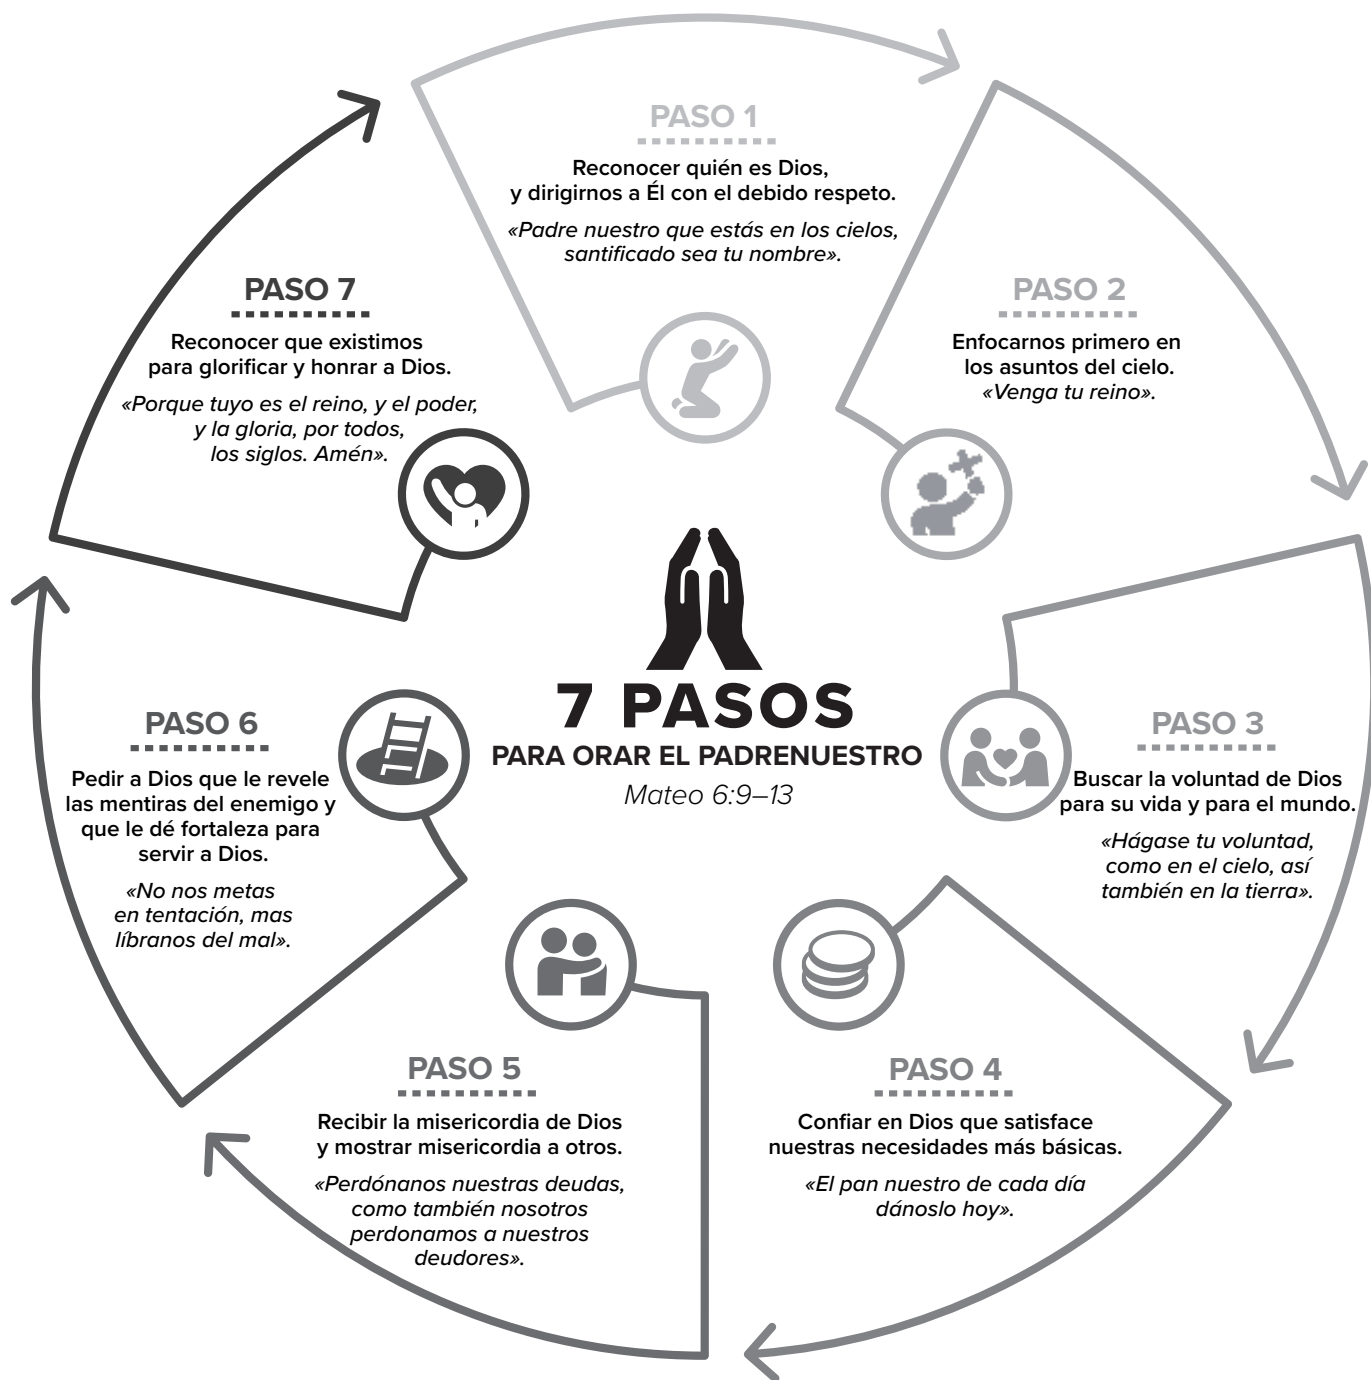 PASO 1
Reconocer quién es Dios,
y dirigirnos a Él con el debido respeto.
«Padre nuestro que estás en los cielos,
santificado sea tu nombre».
PASO 2
Enfocarnos primero en
los asuntos del cielo.
«Venga tu reino».
PASO 3
Buscar la voluntad de Dios
para su vida y para el mundo.
«Hágase tu voluntad,
como en el cielo, así
también en la tierra».
PASO 4
Confiar en Dios que satisface
nuestras necesidades más básicas.
«El pan nuestro de cada día
dánoslo hoy».
PASO 5
Recibir la misericordia de Dios
y mostrar misericordia a otros.
«Perdónanos nuestras deudas,
como también nosotros
perdonamos a nuestros
deudores».
PASO 6
Pedir a Dios que le revele
las mentiras del enemigo y
que le dé fortaleza para
servir a Dios.
«No nos metas
en tentación, mas
líbranos del mal».
PASO 7
Reconocer que existimos
para glorificar y honrar a Dios.
«Porque tuyo es el reino, y el poder,
y la gloria, por todos,
los siglos. Amén».
7 PASOS
PARA ORAR EL PADRENUESTRO
Mateo 6:9–13